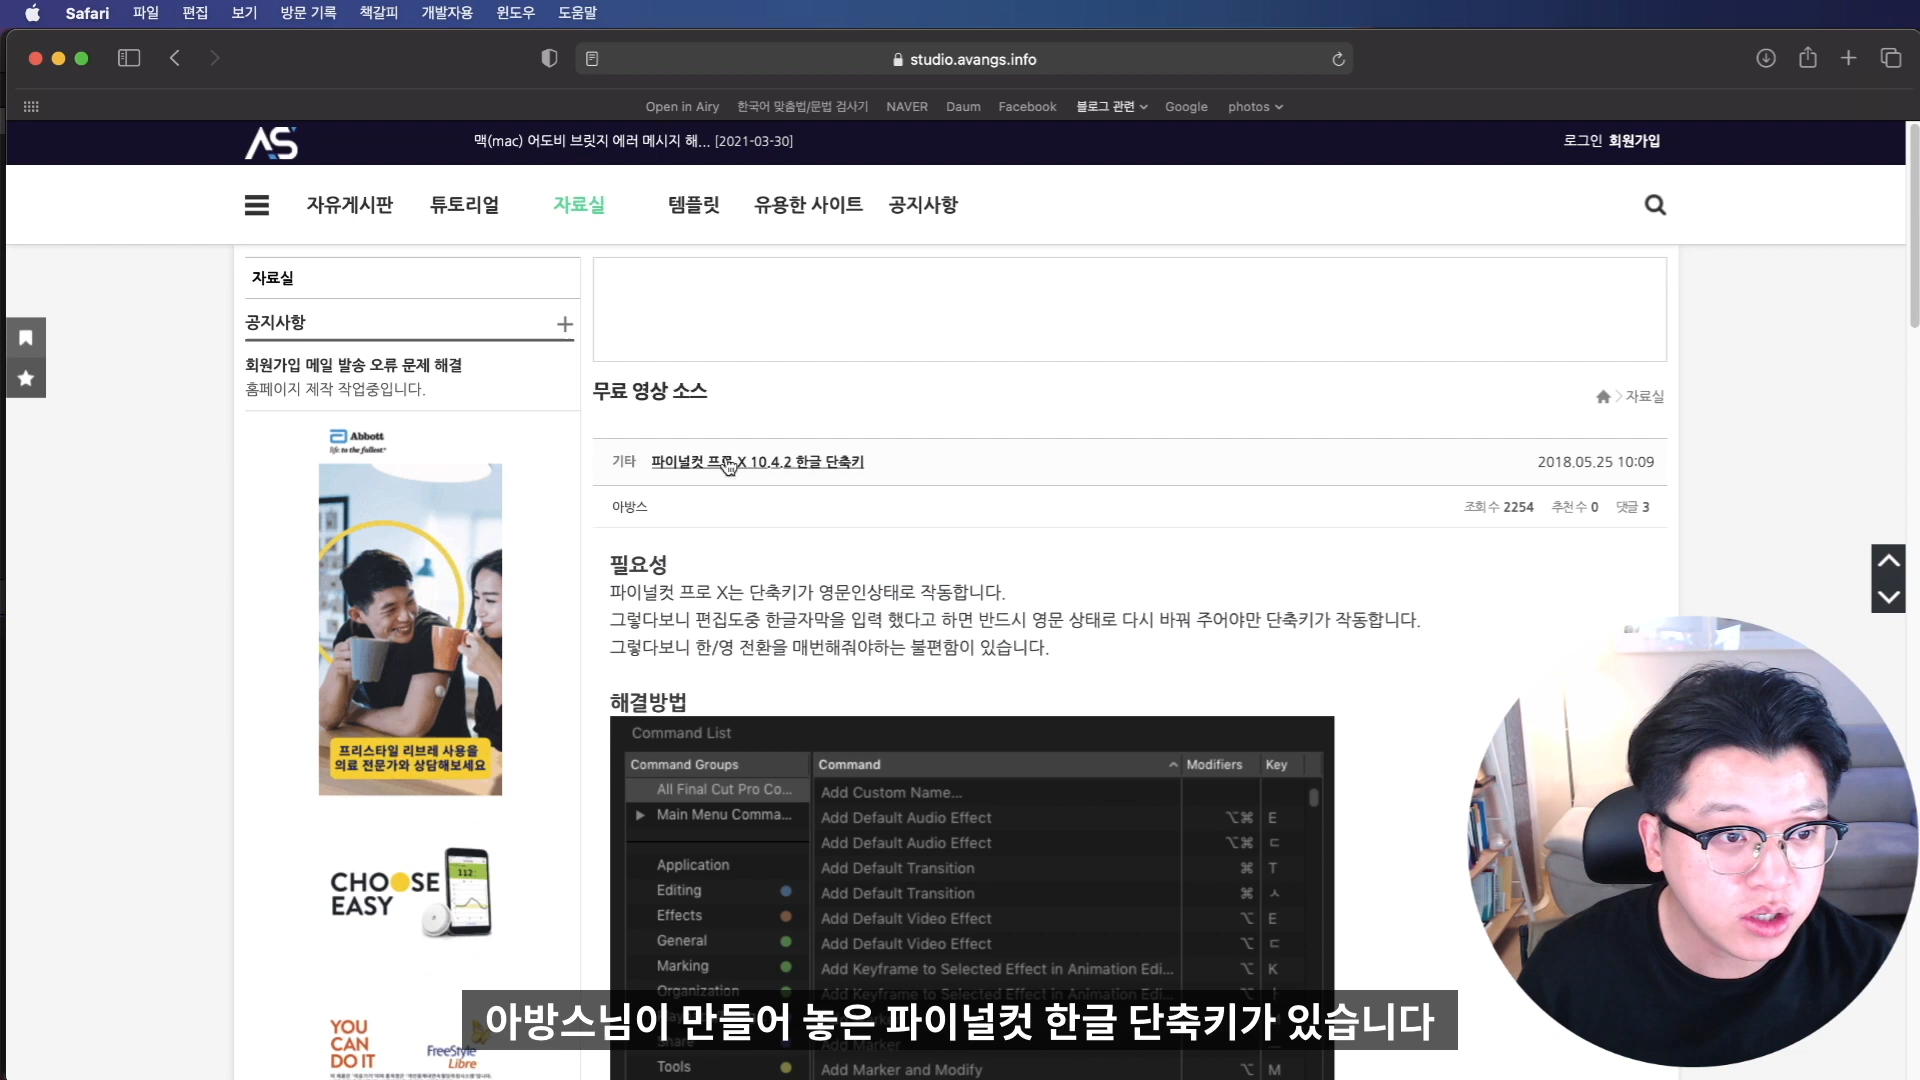 Safari 파일 편집 보기 방문 기록 책갈피 개발자용 윈도우 도움말
studio.avangs.info
Open in Airy 한국어 맞춤법/문법 검사기 NAVER Daum Facebook 블로그 관련 Google photos
AS 맥(mac) 어도비 브릿지 에러 메시지 해... [2021-03-30] 로그인 회원가입
자유게시판 튜토리얼 자료실 템플릿 유용한 사이트 공지사항
자료실
공지사항
회원가입 메일 발송 오류 문제 해결
홈페이지 제작 작업중입니다.
Abbott
life. to the fullest.
프리스타일 리브레 사용을
의료 전문가와 상담해보세요
CHOOSE
EASY
112
YOU
CAN
DO IT
FreeStyle
Libre
무료 영상 소스
자료실
기타 파이널컷 프로 X 10.4.2 한글 단축키 2018.05.25 10:09
아방스 조회 수 2254 추천 수 0 댓글 3
필요성
파이널컷 프로 X는 단축키가 영문인상태로 작동합니다.
그렇다보니 편집도중 한글자막을 입력 했다고 하면 반드시 영문 상태로 다시 바꿔 주어야만 단축키가 작동합니다.
그렇다보니 한/영 전환을 매번해줘야하는 불편함이 있습니다.
해결방법
Command List
Command Groups Command Modifiers Key
All Final Cut Pro Co... Add Custom Name...
Main Menu Comma... Add Default Audio Effect ⌥⌘ E
Add Default Audio Effect ⌥⌘ ㄷ
Application Add Default Transition ⌘ T
Editing Add Default Transition ⌘ ㅅ
Effects Add Default Video Effect ⌥ E
General Add Default Video Effect ⌥ ㄷ
Marking Add Keyframe to Selected Effect in Animation Edi... ⌥ K
Organization Add Keyframe to Selected Effect in Animation Edi... ⌥ ㅏ
Share Add Marker
Tools Add Marker and Modify ⌥ M
아방스님이 만들어 놓은 파이널컷 한글 단축키가 있습니다